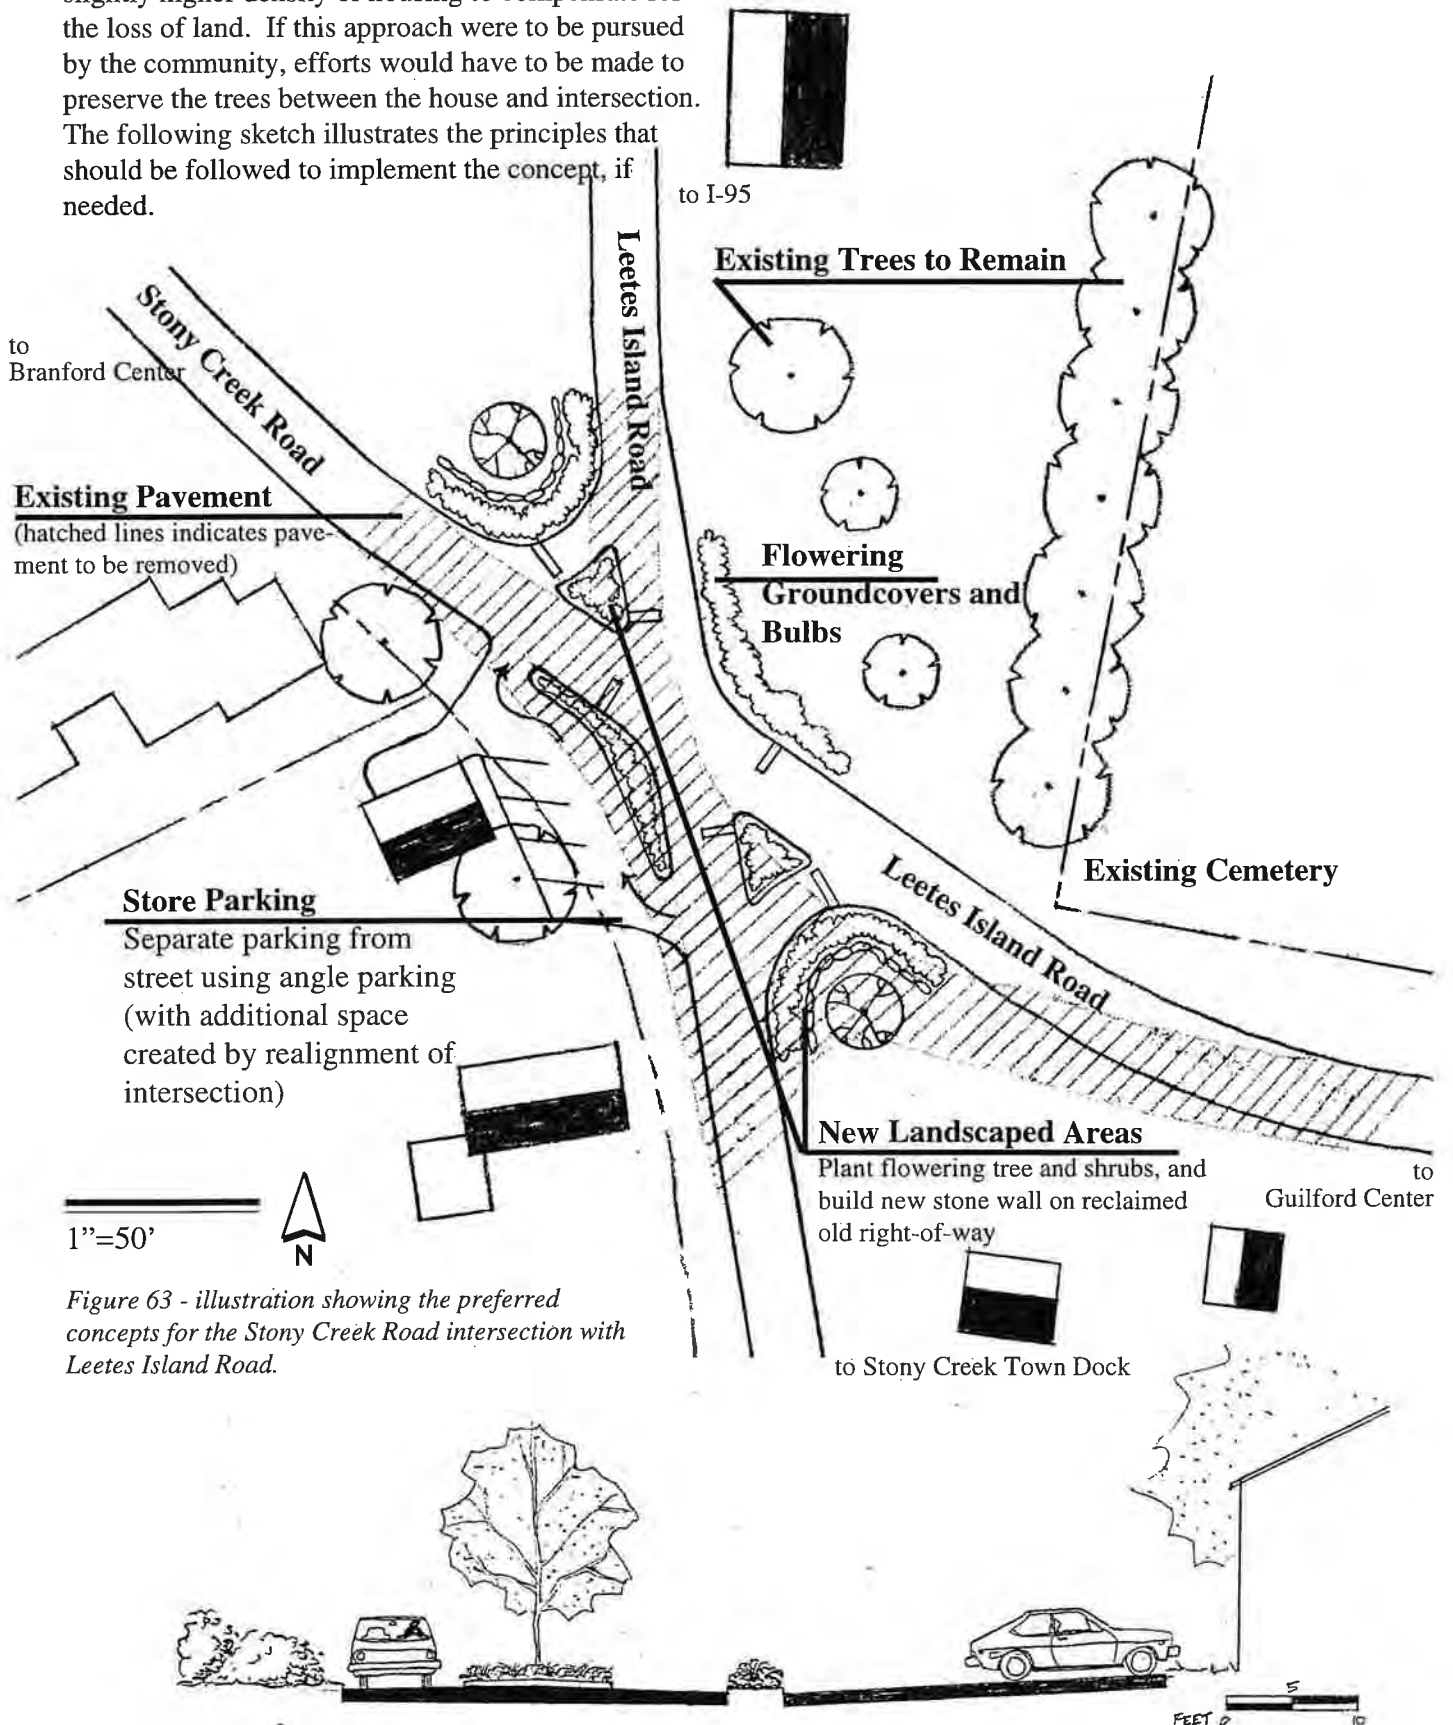 the loss of land. If this approach were to be pursued
by the community, efforts would have to be made to
preserve the trees between the house and intersection.
The following sketch illustrates the principles that
should be followed to implement the concept, if
needed.
to I-95
Leetes Island Road
Existing Trees to Remain
Stony Creek Road
to
Branford Center
Existing Pavement
(hatched lines indicates pave-
ment to be removed)
Flowering
Groundcovers and
Bulbs
Existing Cemetery
Leetes Island Road
Store Parking
Separate parking from
street using angle parking
(with additional space
created by realignment of
intersection)
New Landscaped Areas
Plant flowering tree and shrubs, and
build new stone wall on reclaimed
old right-of-way
to
Guilford Center
1"=50'
N
Figure 63 - illustration showing the preferred
concepts for the Stony Creek Road intersection with
Leetes Island Road.
to Stony Creek Town Dock
5
FEET 0 10